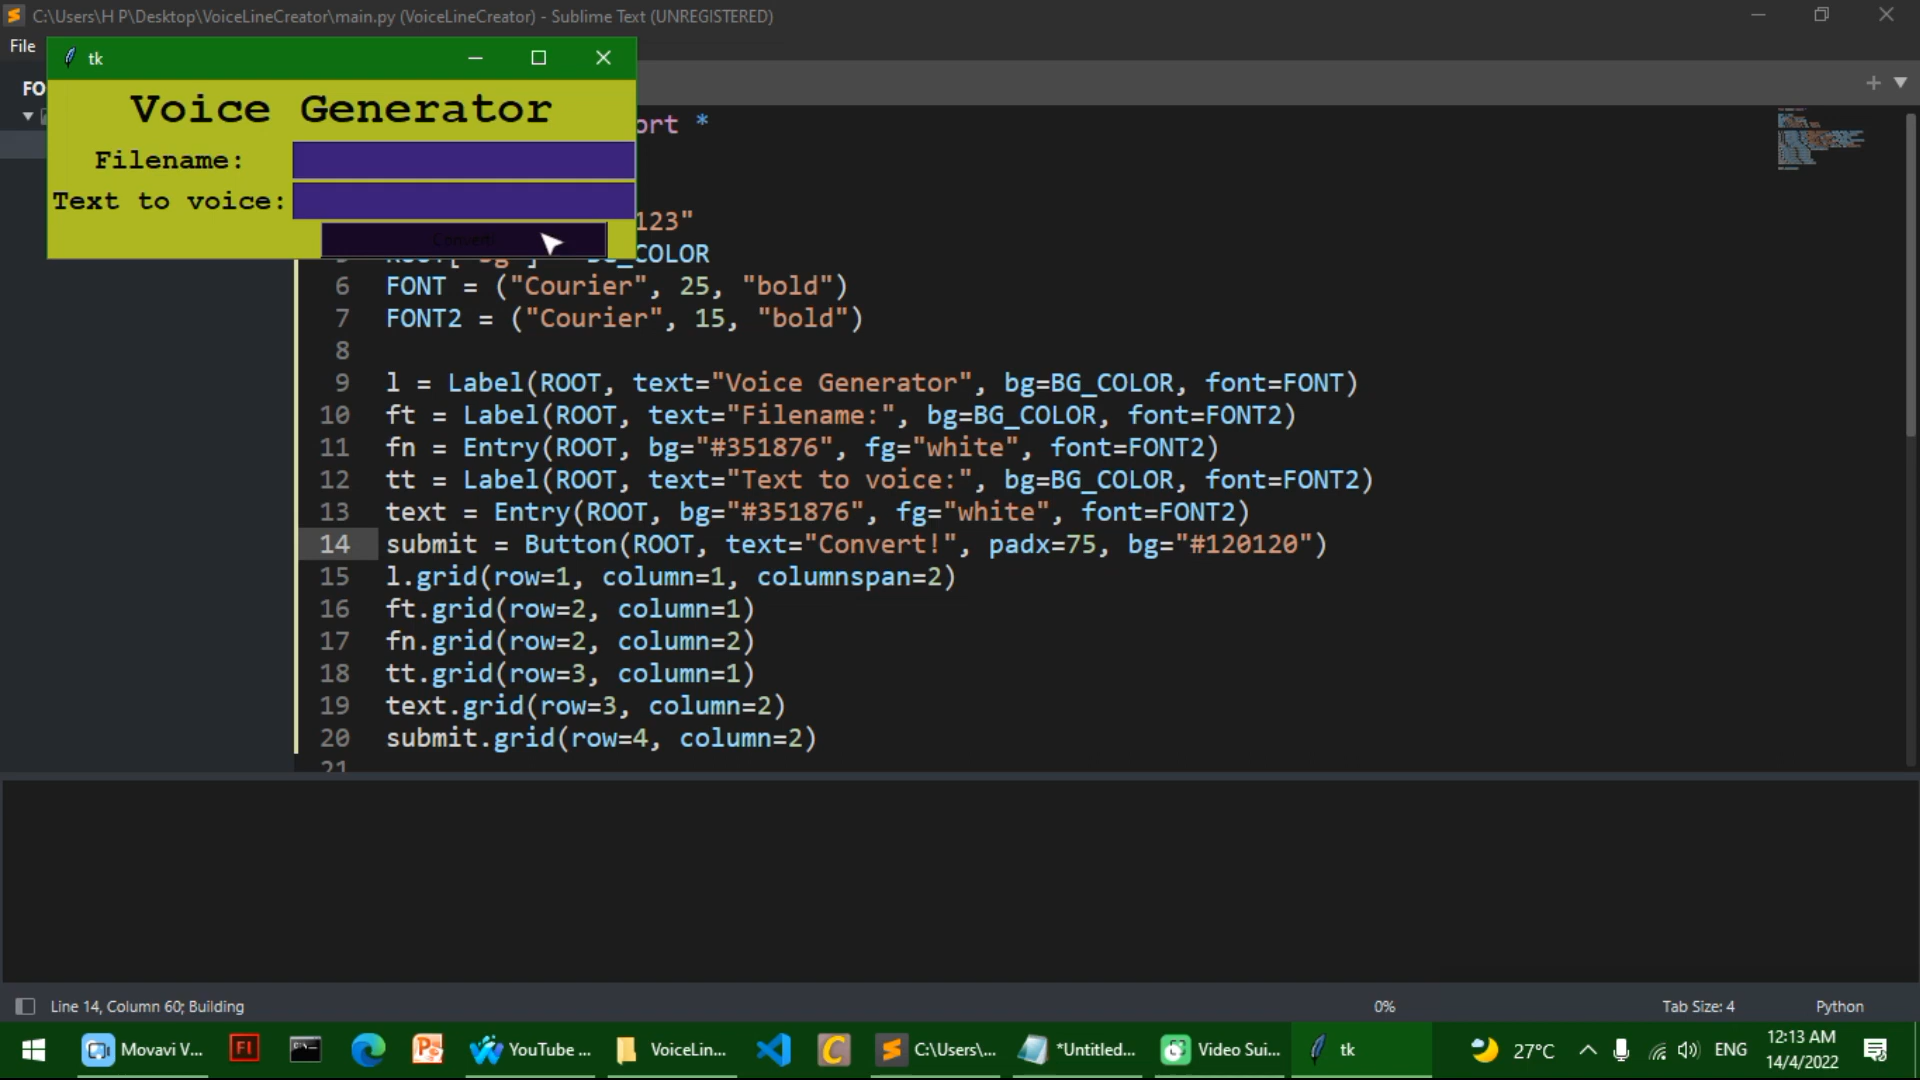 C:\Users\H P\Desktop\VoiceLineCreator\main.py (VoiceLineCreator) - Sublime Text (UNREGISTERED)
File
tk
FO
Voice Generator
Filename:
Text to voice:
Convert!
ort *
123"
COLOR
6 FONT = ("Courier", 25, "bold")
7 FONT2 = ("Courier", 15, "bold")
8
9 l = Label(ROOT, text="Voice Generator", bg=BG_COLOR, font=FONT)
10 ft = Label(ROOT, text="Filename:", bg=BG_COLOR, font=FONT2)
11 fn = Entry(ROOT, bg="#351876", fg="white", font=FONT2)
12 tt = Label(ROOT, text="Text to voice:", bg=BG_COLOR, font=FONT2)
13 text = Entry(ROOT, bg="#351876", fg="white", font=FONT2)
14 submit = Button(ROOT, text="Convert!", padx=75, bg="#120120")
15 l.grid(row=1, column=1, columnspan=2)
16 ft.grid(row=2, column=1)
17 fn.grid(row=2, column=2)
18 tt.grid(row=3, column=1)
19 text.grid(row=3, column=2)
20 submit.grid(row=4, column=2)
21
Line 14, Column 60; Building 0% Tab Size: 4 Python
Movavi V... YouTube ... VoiceLin... C:\Users\... *Untitled... Video Sui... tk 27°C ENG 12:13 AM
14/4/2022